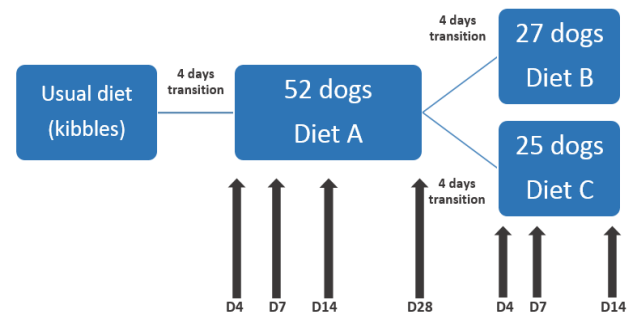 Usual diet
(kibbles)
4 days
transition
52 dogs
Diet A
4 days
transition
27 dogs
Diet B
4 days
transition
25 dogs
Diet C
D4
D7
D14
D28
D4
D7
D14